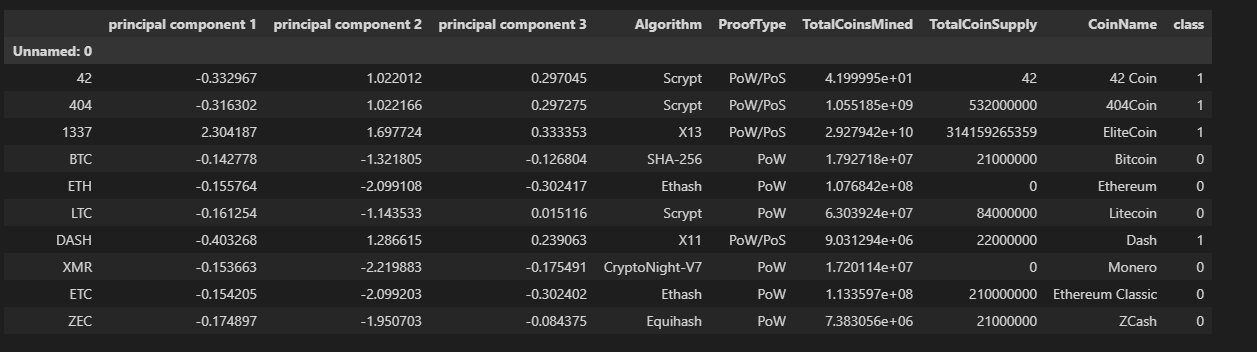 principal component 1 principal component 2 principal component 3 Algorithm ProofType TotalCoinsMined TotalCoinSupply CoinName class
Unnamed: 0
42 -0.332967 1.022012 0.297045 Scrypt PoW/PoS 4.199995e+01 42 42 Coin 1
404 -0.316302 1.022166 0.297275 Scrypt PoW/PoS 1.055185e+09 532000000 404Coin 1
1337 2.304187 1.697724 0.333353 X13 PoW/PoS 2.927942e+10 314159265359 EliteCoin 1
BTC -0.142778 -1.321805 -0.126804 SHA-256 PoW 1.792718e+07 21000000 Bitcoin 0
ETH -0.155764 -2.099108 -0.302417 Ethash PoW 1.076842e+08 0 Ethereum 0
LTC -0.161254 -1.143533 0.015116 Scrypt PoW 6.303924e+07 84000000 Litecoin 0
DASH -0.403268 1.286615 0.239063 X11 PoW/PoS 9.031294e+06 22000000 Dash 1
XMR -0.153663 -2.219883 -0.175491 CryptoNight-V7 PoW 1.720114e+07 0 Monero 0
ETC -0.154205 -2.099203 -0.302402 Ethash PoW 1.133597e+08 210000000 Ethereum Classic 0
ZEC -0.174897 -1.950703 -0.084375 Equihash PoW 7.383056e+06 21000000 ZCash 0